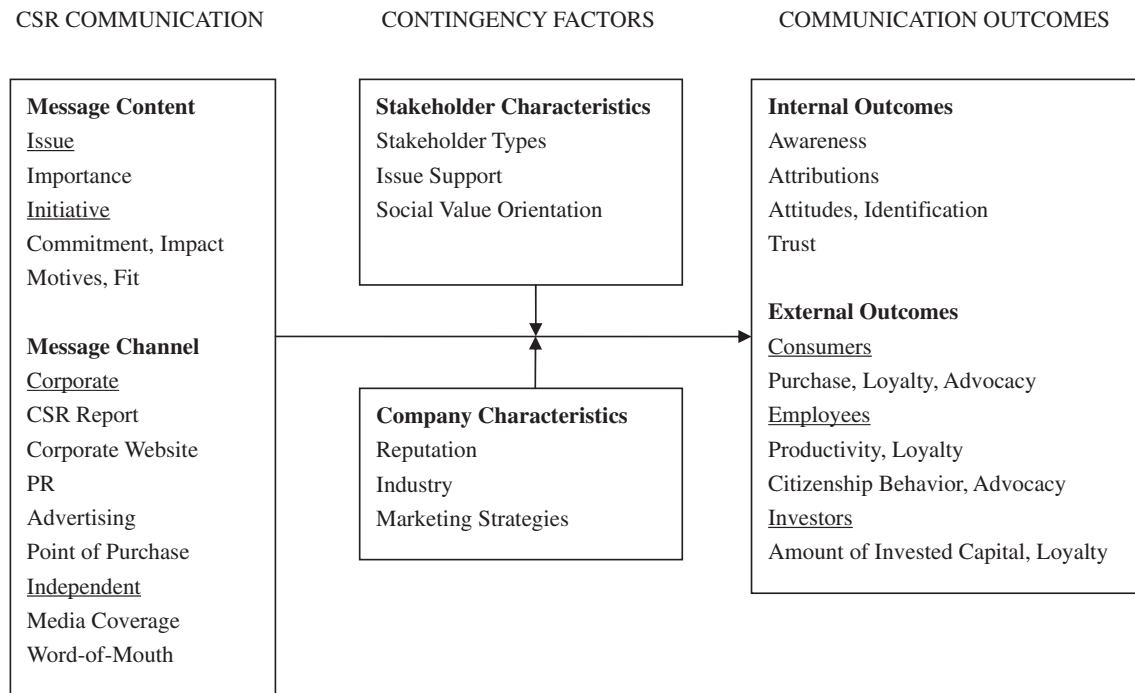 CSR COMMUNICATION
CONTINGENCY FACTORS
COMMUNICATION OUTCOMES
Message Content
Issue
Importance
Initiative
Commitment, Impact
Motives, Fit
Message Channel
Corporate
CSR Report
Corporate Website
PR
Advertising
Point of Purchase
Independent
Media Coverage
Word-of-Mouth
Stakeholder Characteristics
Stakeholder Types
Issue Support
Social Value Orientation
Company Characteristics
Reputation
Industry
Marketing Strategies
Internal Outcomes
Awareness
Attributions
Attitudes, Identification
Trust
External Outcomes
Consumers
Purchase, Loyalty, Advocacy
Employees
Productivity, Loyalty
Citizenship Behavior, Advocacy
Investors
Amount of Invested Capital, Loyalty